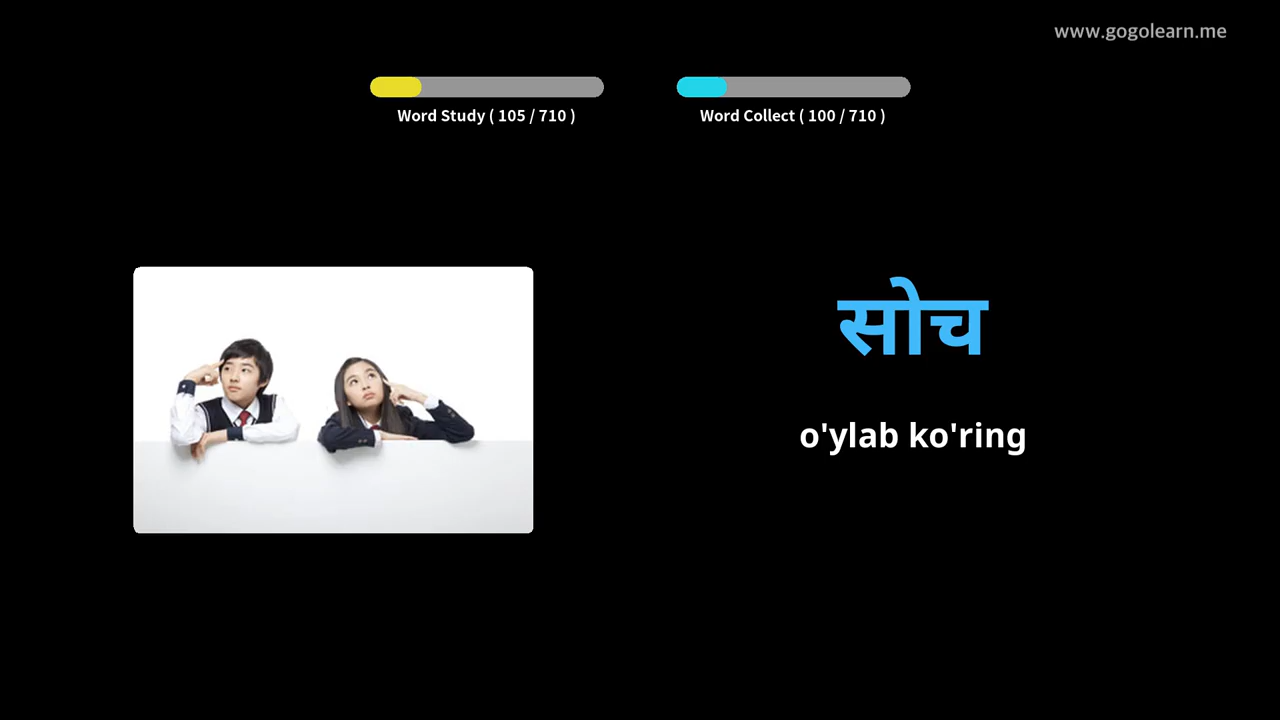 www.gogolearn.me
Word Study ( 105 / 710 )
Word Collect ( 100 / 710 )
सोच
o'ylab ko'ring